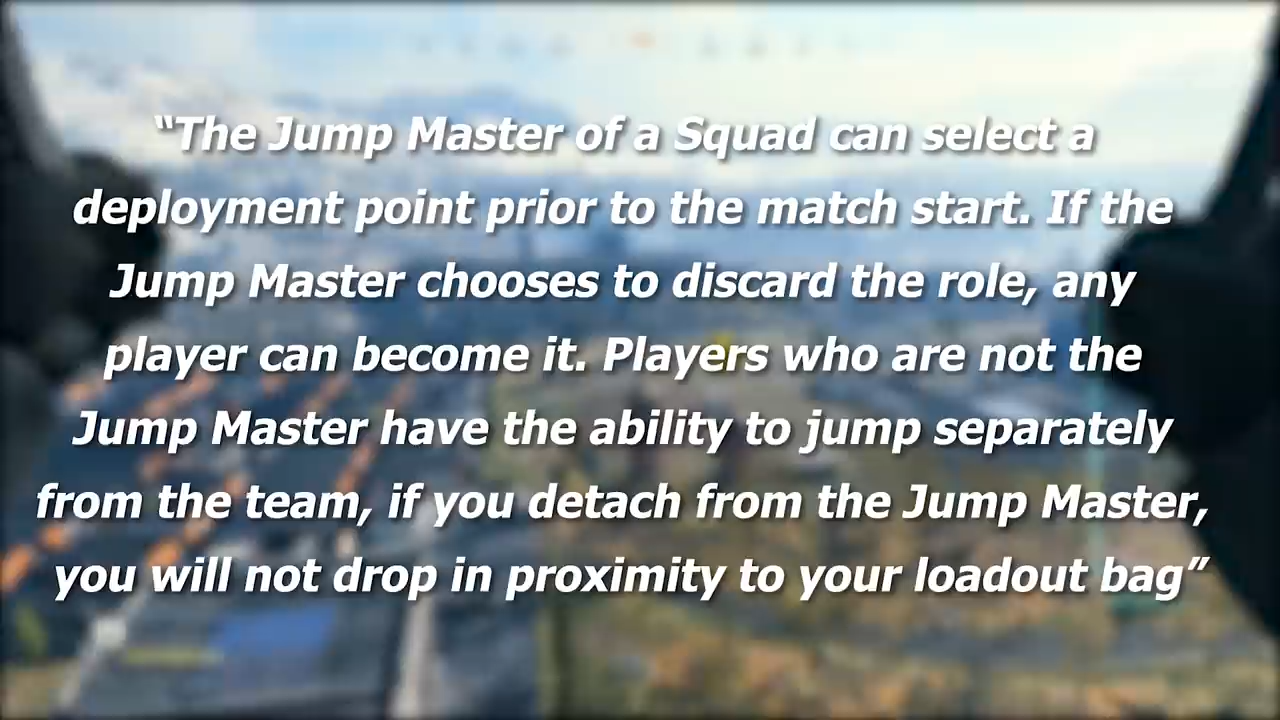 “The Jump Master of a Squad can select a
deployment point prior to the match start. If the
Jump Master chooses to discard the role, any
player can become it. Players who are not the
Jump Master have the ability to jump separately
from the team, if you detach from the Jump Master,
you will not drop in proximity to your loadout bag”